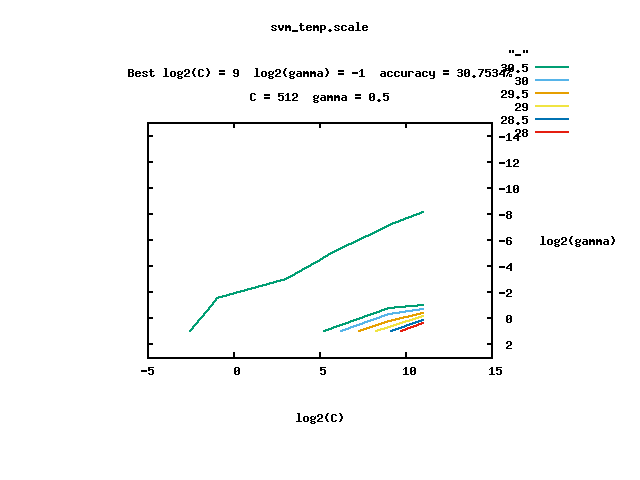 svm_temp.scale
"-"
Best log2(C) = 9  log2(gamma) = -1  accuracy = 30.7534%
30.5
30
29.5
29
28.5
28
C = 512  gamma = 0.5
-14
-12
-10
-8
-6
-4
-2
0
2
log2(gamma)
-5 0 5 10 15
log2(C)